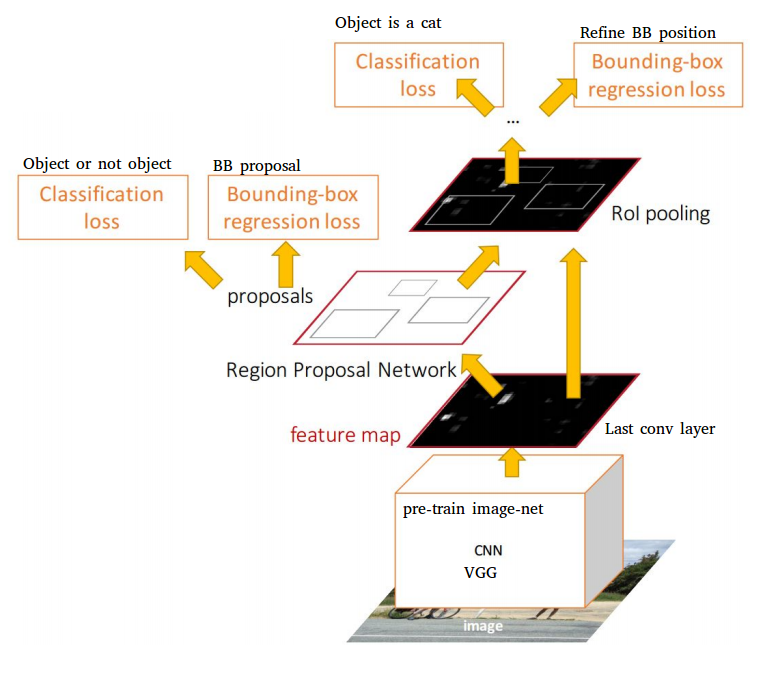 Object is a cat
Refine BB position
Classification
loss
Bounding-box
regression loss
...
Object or not object
BB proposal
Classification
loss
Bounding-box
regression loss
RoI pooling
proposals
Region Proposal Network
feature map
Last conv layer
pre-train image-net
CNN
VGG
image